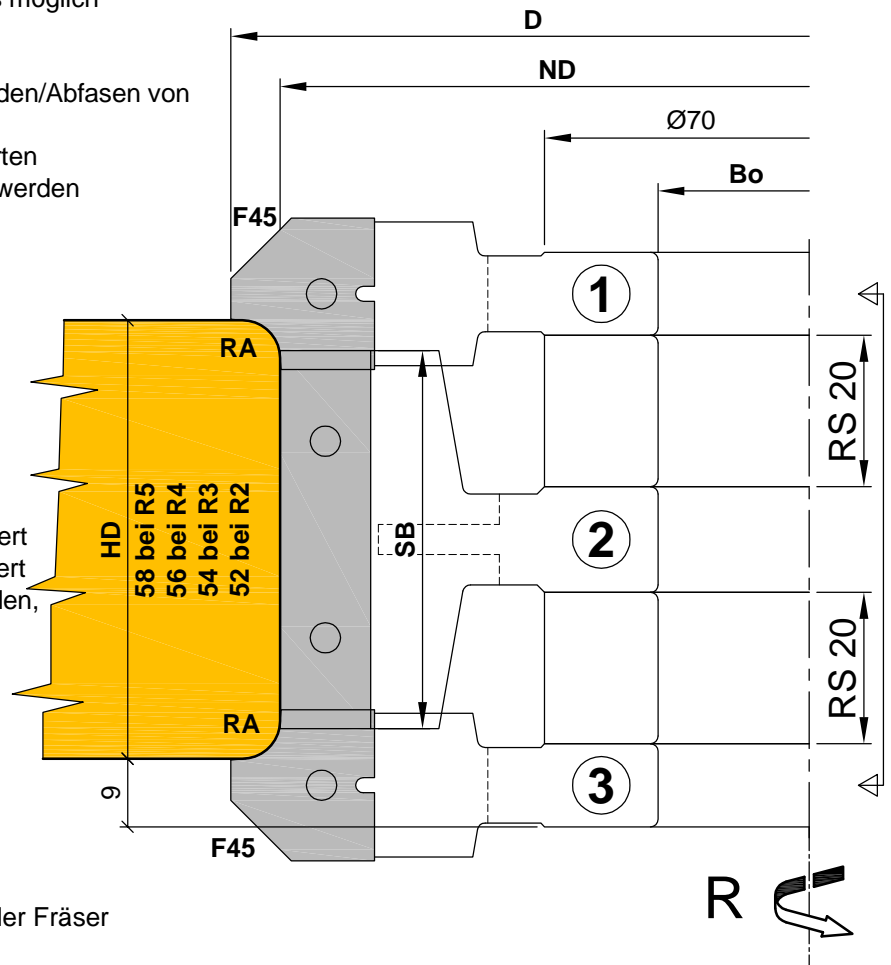 s möglich
D
ND
den/Abfasen von
Ø70
rten
Bo
werden
F45
1
RA
RS 20
HD
58 bei R5
56 bei R4
54 bei R3
52 bei R2
SB
2
ert
ert
den,
RS 20
RA
3
9
F45
R
der Fräser